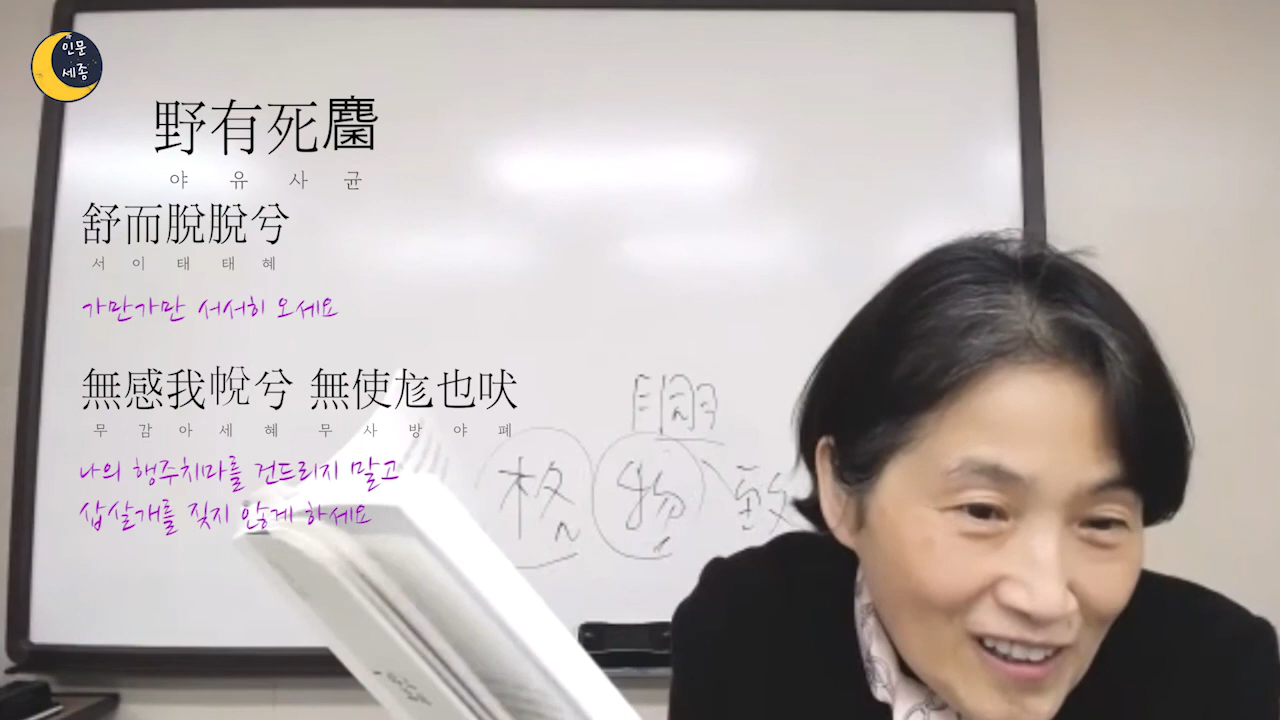 인문
세종
野有死麕
야 유 사 균
舒而脫脫兮
서 이 태 태 혜
가만가만 서서히 오세요
無感我帨兮 無使尨也吠
무 감 아 세 혜 무 사 방 야 폐
나의 행주치마를 건드리지 말고
삽살개를 짖지 않게 하세요
格 物 致